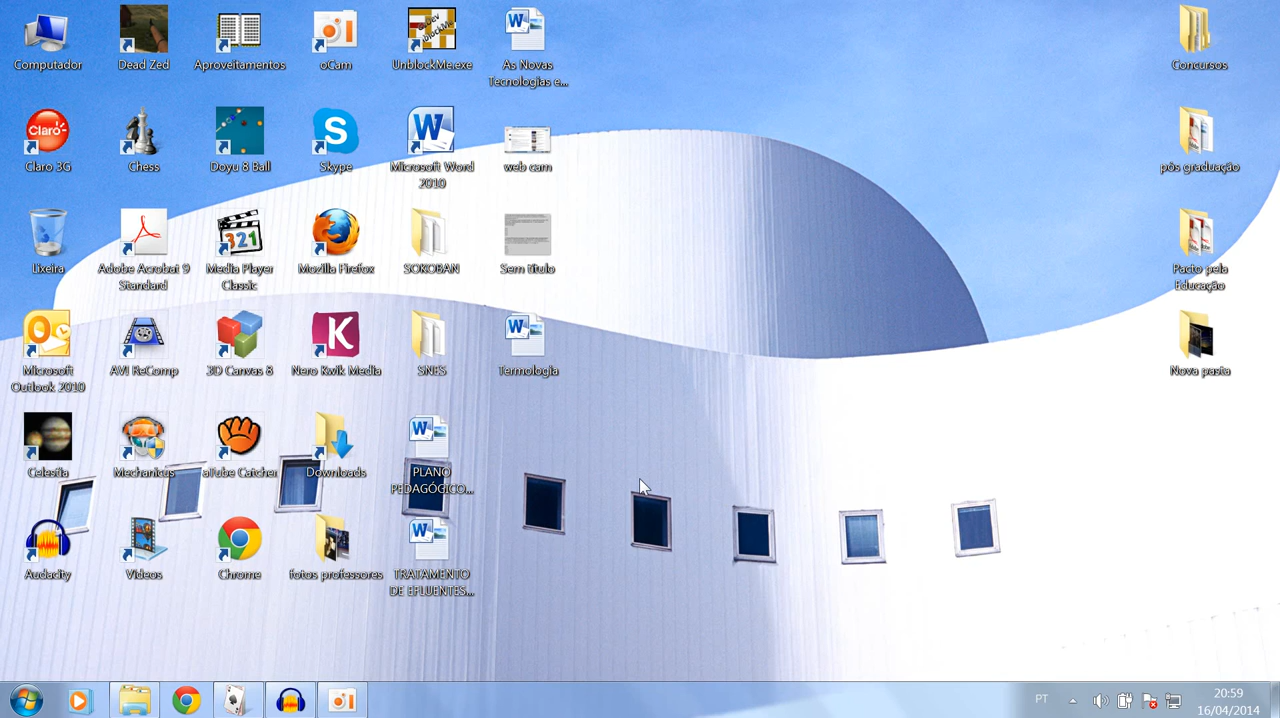 Computador
Dead Zed
Aproveitamentos
oCam
UnblockMe.exe
As Novas
Tecnologias e...
Concursos
Claro 3G
Chess
Doyu 8 Ball
Skype
Microsoft Word
2010
web cam
pós graduação
Lixeira
Adobe Acrobat 9
Standard
Media Player
Classic
Mozilla Firefox
SOKOBAN
Sem título
Pacto pela
Educação
Microsoft
Outlook 2010
AVI ReComp
3D Canvas 8
Nero Kwik Media
SNES
Termologia
Nova pasta
Celestia
Mechanicus
aTube Catcher
Downloads
PLANO
PEDAGÓGICO...
Audacity
Videos
Chrome
fotos professores
TRATAMENTO
DE EFLUENTES...
PT
20:59
16/04/2014